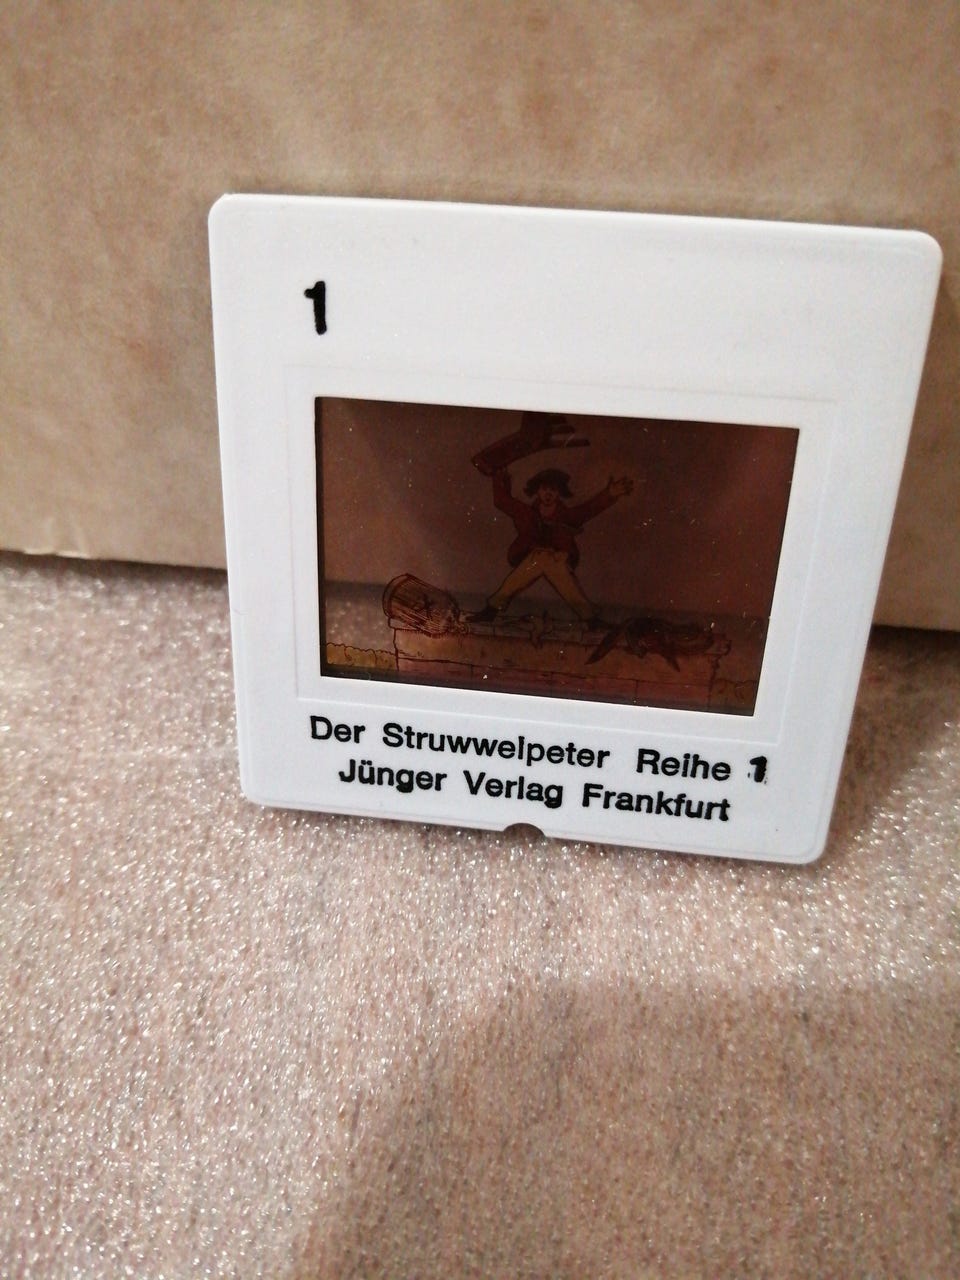 1
Der Struwwelpeter Reihe 1
Jünger Verlag Frankfurt